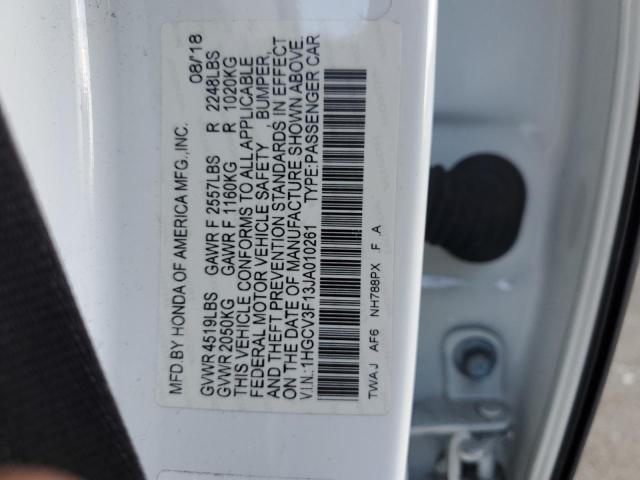 MFD.BY HONDA OF AMERICA MFG.,INC. 08/18
GVWR 4519LBS GAWR F 2557LBS R 2248LBS
GVWR 2050KG GAWR F 1160KG R 1020KG
THIS VEHICLE CONFORMS TO ALL APPLICABLE
FEDERAL MOTOR VEHICLE SAFETY BUMPER,
AND THEFT PREVENTION STANDARDS IN EFFECT
ON THE DATE OF MANUFACTURE SHOWN ABOVE.
V.I.N.:1HGCV3F13JA010261 TYPE:PASSENGER CAR
TWAJ AF6 NH788PX F .A